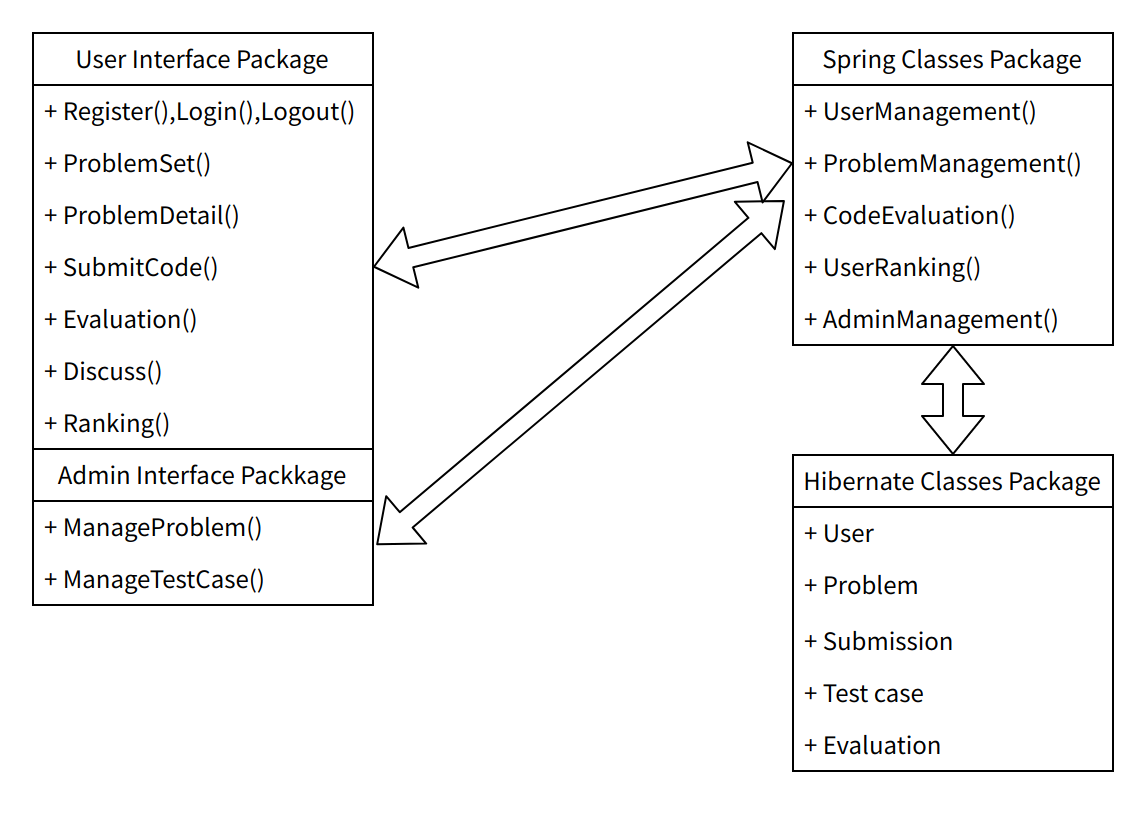 User Interface Package
+ Register(),Login(),Logout()
+ ProblemSet()
+ ProblemDetail()
+ SubmitCode()
+ Evaluation()
+ Discuss()
+ Ranking()
Admin Interface Packkage
+ ManageProblem()
+ ManageTestCase()
Spring Classes Package
+ UserManagement()
+ ProblemManagement()
+ CodeEvaluation()
+ UserRanking()
+ AdminManagement()
Hibernate Classes Package
+ User
+ Problem
+ Submission
+ Test case
+ Evaluation